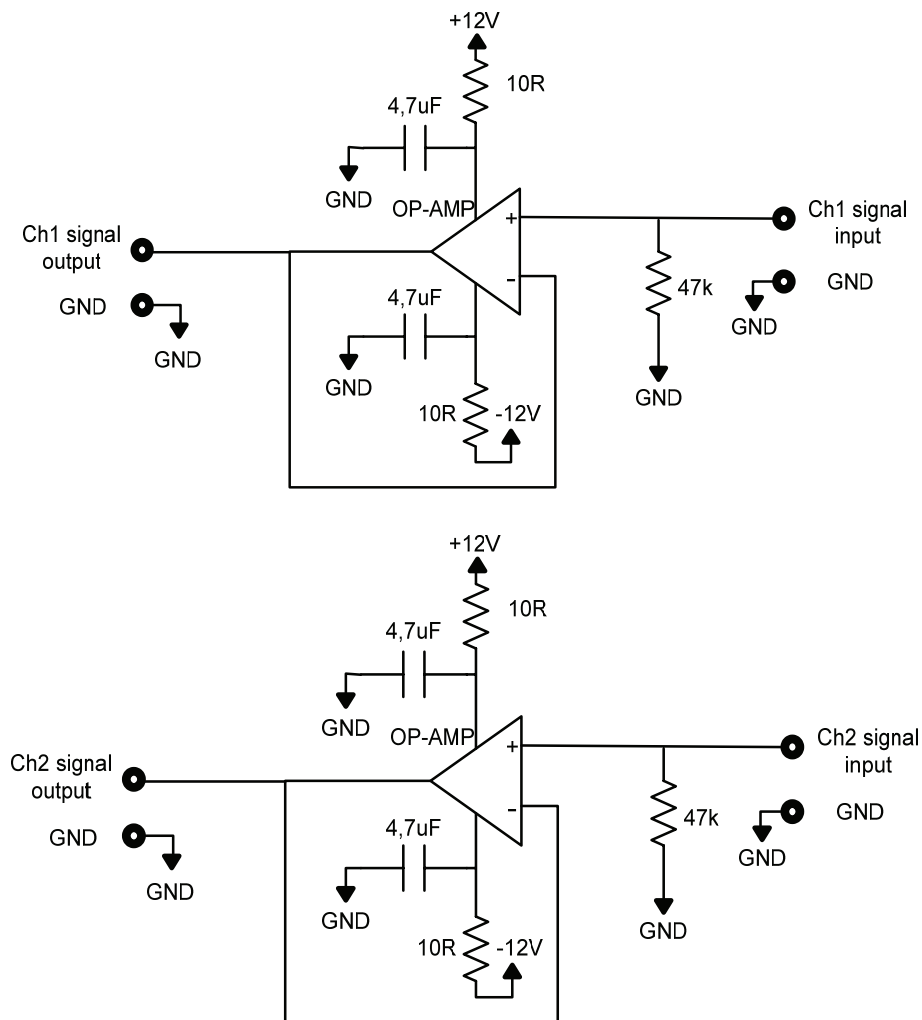 +12V
10R
4,7uF
GND
OP-AMP
+
-
Ch1 signal
output
GND
GND
Ch1 signal
input
GND
GND
47k
GND
4,7uF
GND
10R
-12V
+12V
10R
4,7uF
GND
OP-AMP
+
-
Ch2 signal
output
GND
GND
Ch2 signal
input
GND
GND
47k
GND
4,7uF
GND
10R
-12V